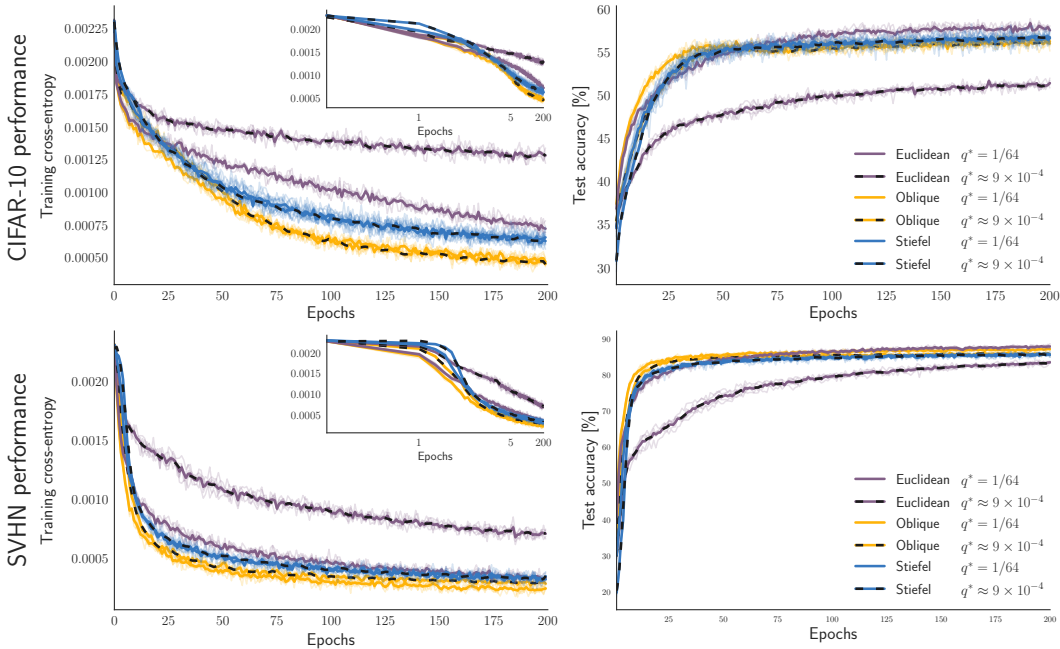 CIFAR-10 performance
Training cross-entropy
0.00225
0.00200
0.00175
0.00150
0.00125
0.00100
0.00075
0.00050
0 25 50 75 100 125 150 175 200
Epochs
0.0020
0.0015
0.0010
0.0005
1 5 200
Epochs
Test accuracy [%]
60
55
50
45
40
35
30
25 50 75 100 125 150 175 200
Epochs
Euclidean q* = 1/64
Euclidean q* ≈ 9 × 10⁻⁴
Oblique q* = 1/64
Oblique q* ≈ 9 × 10⁻⁴
Stiefel q* = 1/64
Stiefel q* ≈ 9 × 10⁻⁴
SVHN performance
Training cross-entropy
0.0020
0.0015
0.0010
0.0005
0 25 50 75 100 125 150 175 200
Epochs
0.0020
0.0015
0.0010
0.0005
1 5 200
Epochs
Test accuracy [%]
90
80
70
60
50
40
30
20
25 50 75 100 125 150 175 200
Epochs
Euclidean q* = 1/64
Euclidean q* ≈ 9 × 10⁻⁴
Oblique q* = 1/64
Oblique q* ≈ 9 × 10⁻⁴
Stiefel q* = 1/64
Stiefel q* ≈ 9 × 10⁻⁴